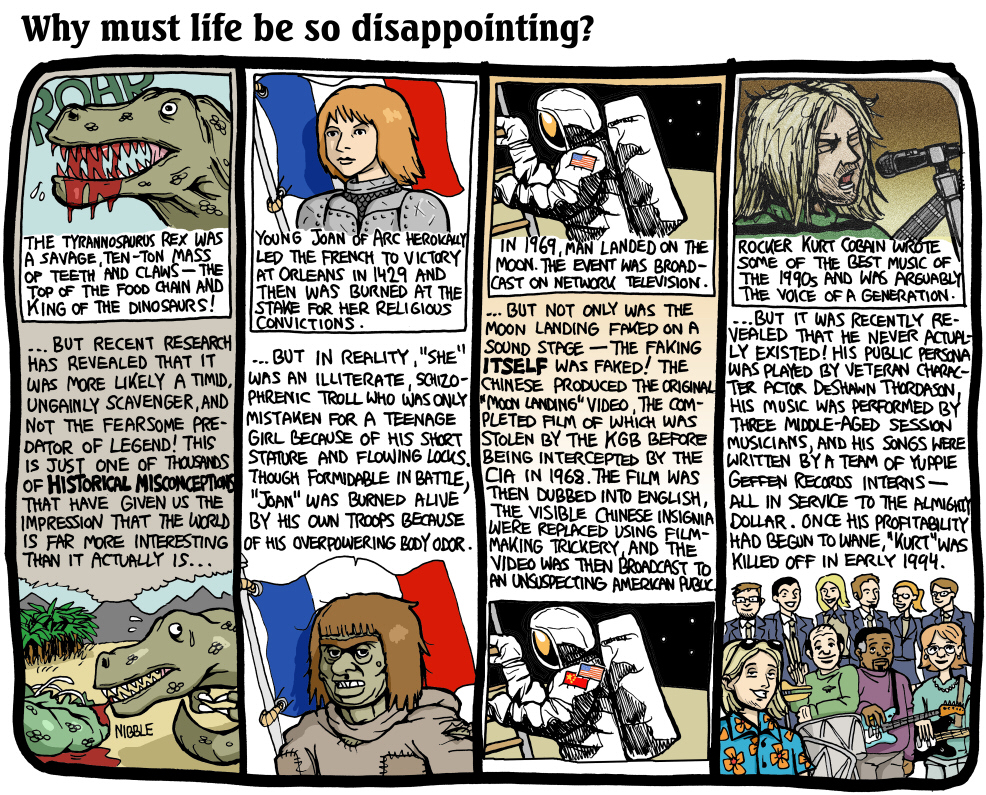 Why must life be so disappointing?
ROHR
THE TYRANNOSAURUS REX WAS
A SAVAGE, TEN-TON MASS
OF TEETH AND CLAWS — THE
TOP OF THE FOOD CHAIN AND
KING OF THE DINOSAURS!
...BUT RECENT RESEARCH
HAS REVEALED THAT IT
WAS MORE LIKELY A TIMID,
UNGAINLY SCAVENGER, AND
NOT THE FEARSOME PRE-
DATOR OF LEGEND! THIS
IS JUST ONE OF THOUSANDS
OF HISTORICAL MISCONCEPTIONS
THAT HAVE GIVEN US THE
IMPRESSION THAT THE WORLD
IS FAR MORE INTERESTING
THAN IT ACTUALLY IS...
NIBBLE
YOUNG JOAN OF ARC HEROICALLY
LED THE FRENCH TO VICTORY
AT ORLEANS IN 1429 AND
THEN WAS BURNED AT THE
STAKE FOR HER RELIGIOUS
CONVICTIONS.
...BUT IN REALITY, "SHE"
WAS AN ILLITERATE, SCHIZO-
PHRENIC TROLL WHO WAS ONLY
MISTAKEN FOR A TEENAGE
GIRL BECAUSE OF HIS SHORT
STATURE AND FLOWING LOCKS.
THOUGH FORMIDABLE IN BATTLE,
"JOAN" WAS BURNED ALIVE
BY HIS OWN TROOPS BECAUSE
OF HIS OVERPOWERING BODY ODOR.
IN 1969, MAN LANDED ON THE
MOON. THE EVENT WAS BROAD-
CAST ON NETWORK TELEVISION.
...BUT NOT ONLY WAS THE
MOON LANDING FAKED ON A
SOUND STAGE — THE FAKING
ITSELF WAS FAKED! THE
CHINESE PRODUCED THE ORIGINAL
"MOON LANDING" VIDEO, THE COM-
PLETED FILM OF WHICH WAS
STOLEN BY THE KGB BEFORE
BEING INTERCEPTED BY THE
CIA IN 1968. THE FILM WAS
THEN DUBBED INTO ENGLISH,
THE VISIBLE CHINESE INSIGNIA
WERE REPLACED USING FILM-
MAKING TRICKERY, AND THE
VIDEO WAS THEN BROADCAST TO
AN UNSUSPECTING AMERICAN PUBLIC.
ROCKER KURT COBAIN WROTE
SOME OF THE BEST MUSIC OF
THE 1990s AND WAS ARGUABLY
THE VOICE OF A GENERATION.
...BUT IT WAS RECENTLY RE-
VEALED THAT HE NEVER ACTUAL-
LY EXISTED! HIS PUBLIC PERSONA
WAS PLAYED BY VETERAN CHARAC-
TER ACTOR DESHAWN THORDASON,
HIS MUSIC WAS PERFORMED BY
THREE MIDDLE-AGED SESSION
MUSICIANS, AND HIS SONGS WERE
WRITTEN BY A TEAM OF YUPPIE
GEFFEN RECORDS INTERNS —
ALL IN SERVICE TO THE ALMIGHTY
DOLLAR. ONCE HIS PROFITABILITY
HAD BEGUN TO WANE, "KURT" WAS
KILLED OFF IN EARLY 1994.